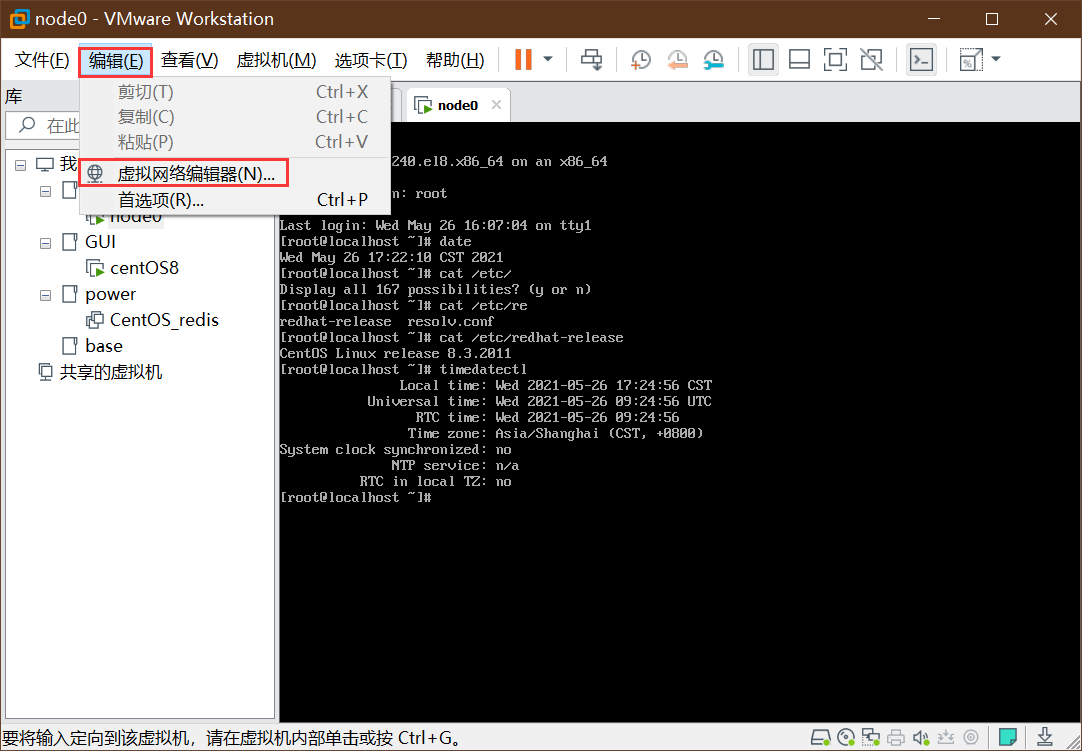 node0 - VMware Workstation
文件(F) 编辑(E) 查看(V) 虚拟机(M) 选项卡(T) 帮助(H)
库
剪切(T) Ctrl+X
复制(C) Ctrl+C
粘贴(P) Ctrl+V
虚拟网络编辑器(N)...
首选项(R)... Ctrl+P
在此
我
node0
GUI
centOS8
power
CentOS_redis
base
共享的虚拟机
node0
240.el8.x86_64 on an x86_64
n: root
Last login: Wed May 26 16:07:04 on tty1
[root@localhost ~]# date
Wed May 26 17:22:10 CST 2021
[root@localhost ~]# cat /etc/
Display all 167 possibilities? (y or n)
[root@localhost ~]# cat /etc/re
redhat-release resolv.conf
[root@localhost ~]# cat /etc/redhat-release
CentOS Linux release 8.3.2011
[root@localhost ~]# timedatectl
Local time: Wed 2021-05-26 17:24:56 CST
Universal time: Wed 2021-05-26 09:24:56 UTC
RTC time: Wed 2021-05-26 09:24:56
Time zone: Asia/Shanghai (CST, +0800)
System clock synchronized: no
NTP service: n/a
RTC in local TZ: no
[root@localhost ~]#
要将输入定向到该虚拟机，请在虚拟机内部单击或按 Ctrl+G。